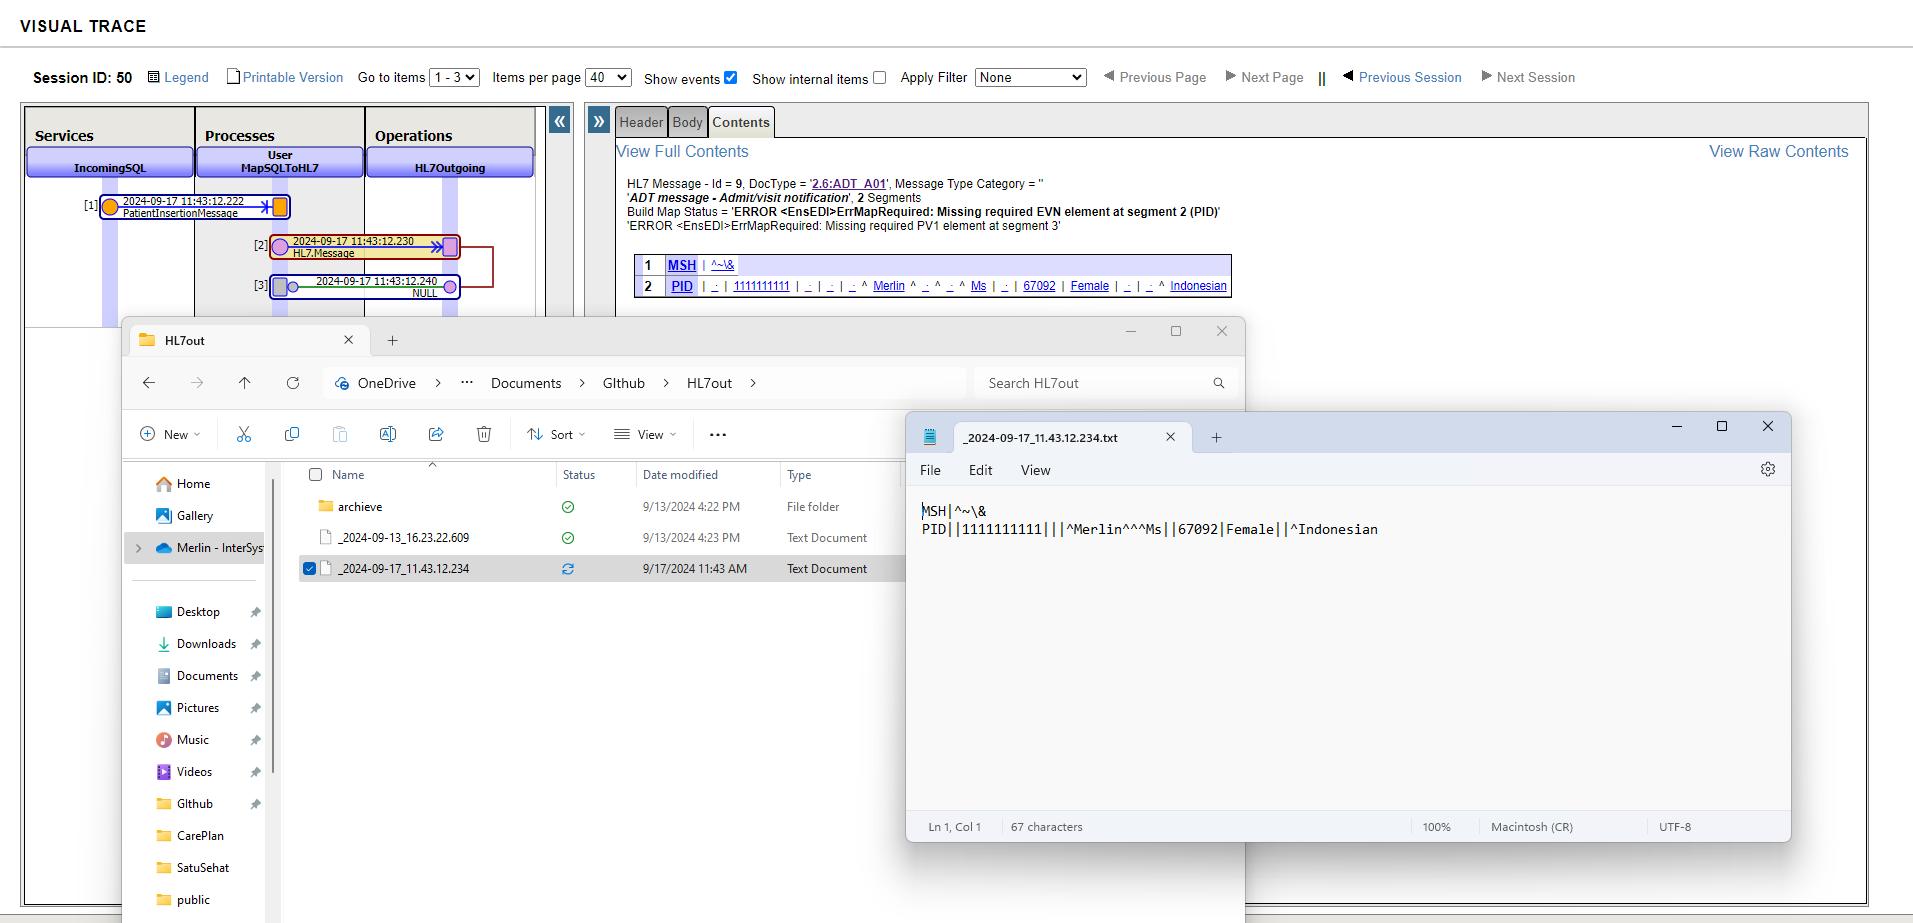 VISUAL TRACE
Session ID: 50 Legend Printable Version Go to items 1 - 3 Items per page 40 Show events Show internal items Apply Filter None Previous Page Next Page || Previous Session Next Session
Services Processes Operations
IncomingSQL User MapSQLToHL7 HL7Outgoing
[1] 2024-09-17 11:43:12.222
PatientInsertionMessage
[2] 2024-09-17 11:43:12.230
HL7.Message
[3] 2024-09-17 11:43:12.240
NULL
« »
Header Body Contents
View Full Contents View Raw Contents
HL7 Message - Id = 9, DocType = '2.6:ADT_A01', Message Type Category = ''
'ADT message - Admit/visit notification', 2 Segments
Build Map Status = 'ERROR <EnsEDI>ErrMapRequired: Missing required EVN element at segment 2 (PID)'
'ERROR <EnsEDI>ErrMapRequired: Missing required PV1 element at segment 3'
1 MSH | ^~\&
2 PID | · | 1111111111 | · | · | · ^ Merlin ^ · ^ · ^ Ms | · | 67092 | Female | · | · ^ Indonesian
HL7out
OneDrive > ... Documents > GIthub > HL7out >
Search HL7out
New Sort View ...
Name Status Date modified Type
archieve 9/13/2024 4:22 PM File folder
_2024-09-13_16.23.22.609 9/13/2024 4:23 PM Text Document
_2024-09-17_11.43.12.234 9/17/2024 11:43 AM Text Document
Home
Gallery
Merlin - InterSys
Desktop
Downloads
Documents
Pictures
Music
Videos
GIthub
CarePlan
SatuSehat
public
_2024-09-17_11.43.12.234.txt
File Edit View
MSH|^~\&
PID||1111111111|||^Merlin^^^Ms||67092|Female||^Indonesian
Ln 1, Col 1 67 characters 100% Macintosh (CR) UTF-8